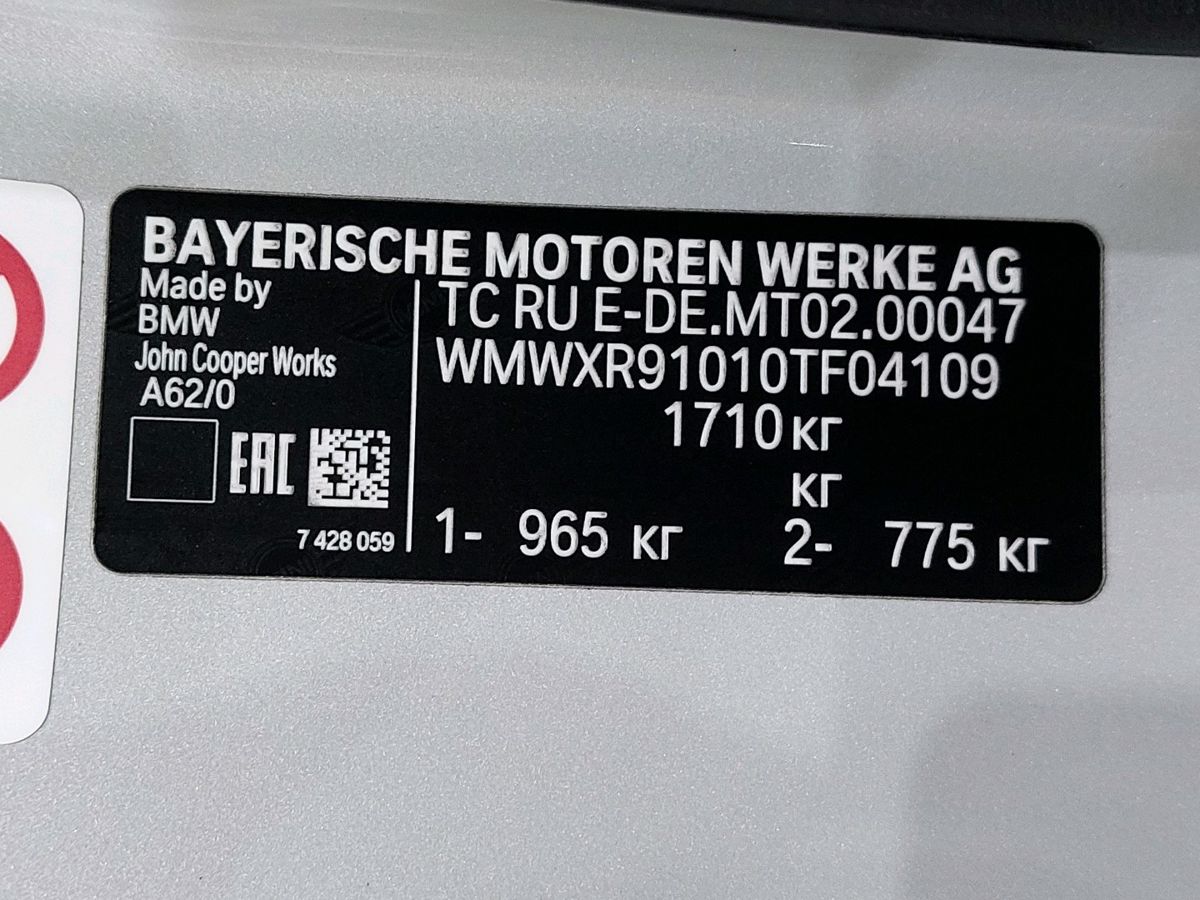 BAYERISCHE MOTOREN WERKE AG
Made by
BMW
John Cooper Works
A62/0
EAC
7 428 059
TC RU E-DE.MT02.00047
WMWXR91010TF04109
1710 кг
кг
1- 965 кг 2- 775 кг